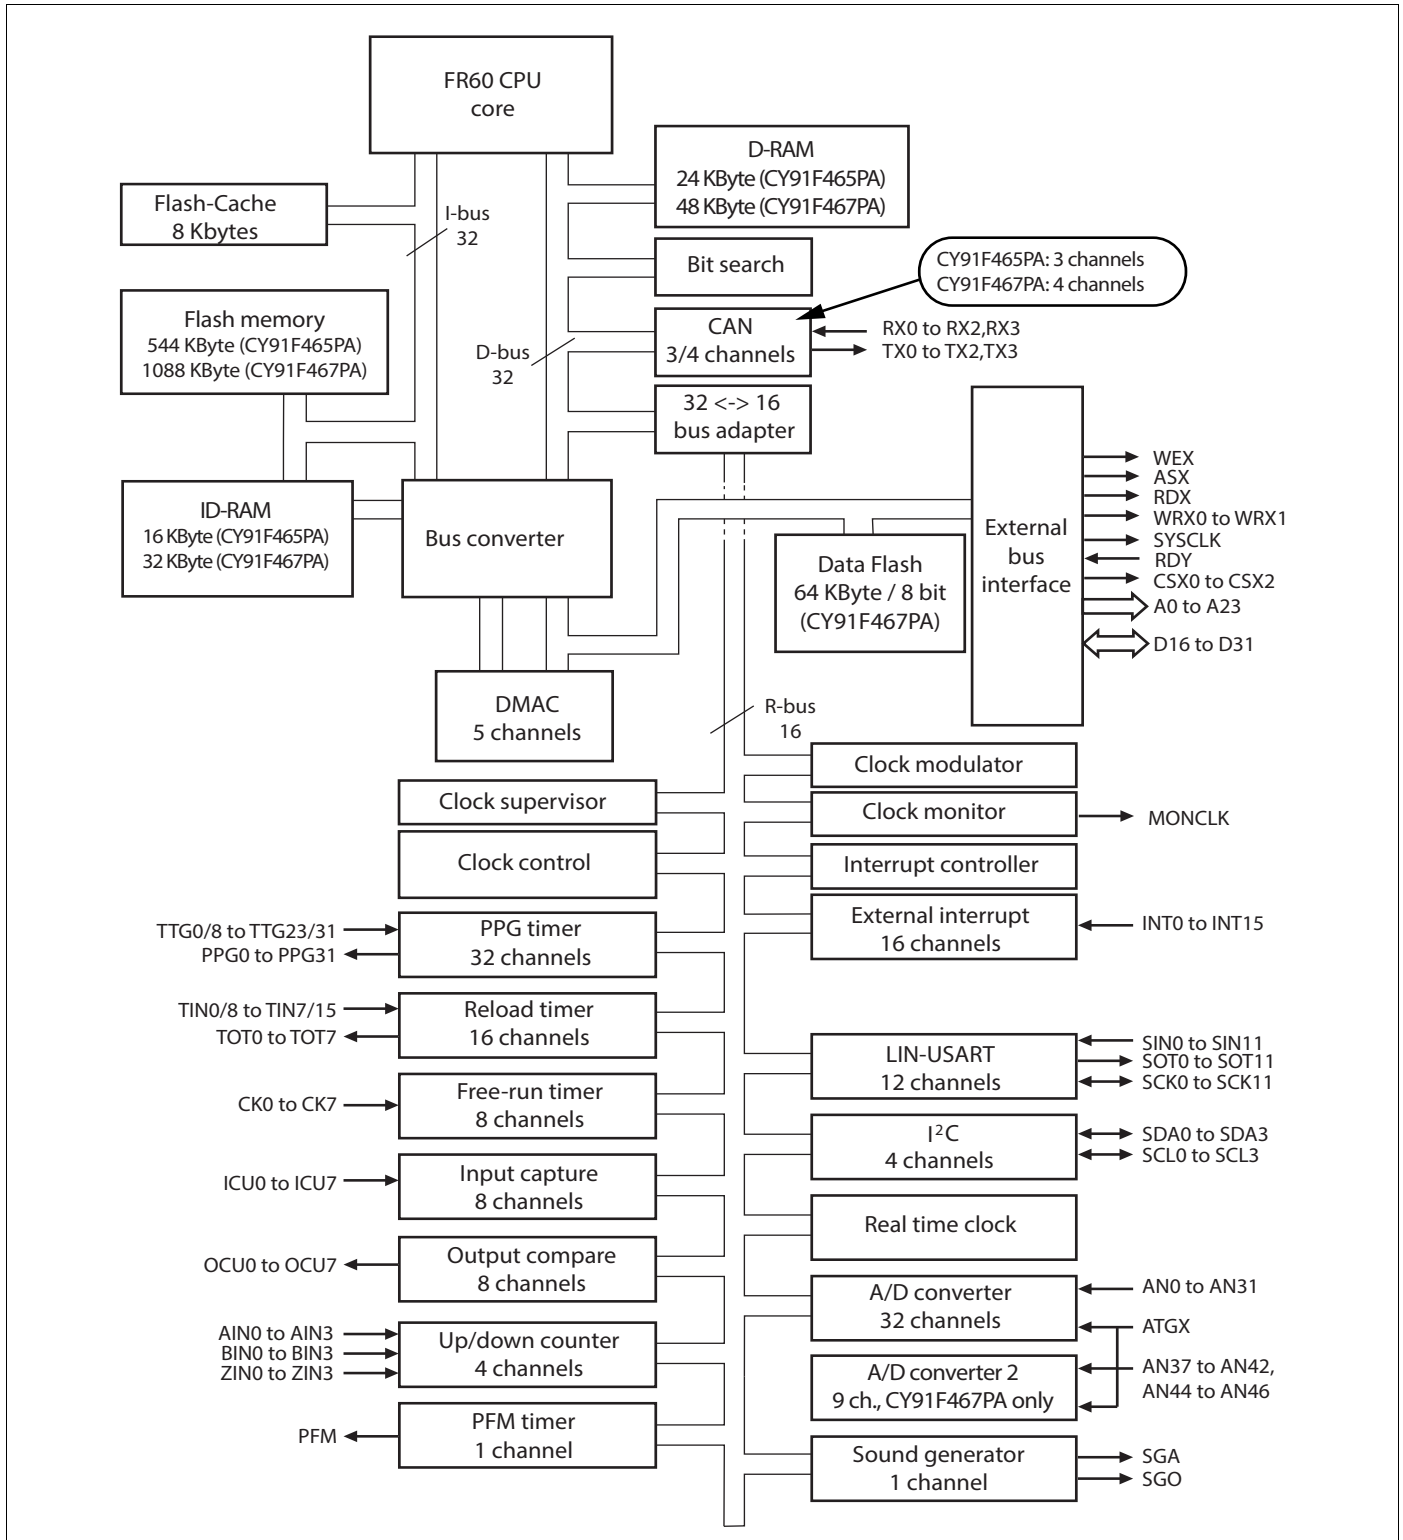 FR60 CPU
core
D-RAM
24 KByte (CY91F465PA)
48 KByte (CY91F467PA)
Flash-Cache
8 Kbytes
I-bus
32
Bit search
CY91F465PA: 3 channels
CY91F467PA: 4 channels
Flash memory
544 KByte (CY91F465PA)
1088 KByte (CY91F467PA)
CAN
3/4 channels
RX0 to RX2,RX3
TX0 to TX2,TX3
D-bus
32
32 <-> 16
bus adapter
ID-RAM
16 KByte (CY91F465PA)
32 KByte (CY91F467PA)
Bus converter
Data Flash
64 KByte / 8 bit
(CY91F467PA)
External
bus
interface
WEX
ASX
RDX
WRX0 to WRX1
SYSCLK
RDY
CSX0 to CSX2
A0 to A23
D16 to D31
DMAC
5 channels
R-bus
16
Clock modulator
Clock supervisor
Clock monitor
MONCLK
Clock control
Interrupt controller
TTG0/8 to TTG23/31
PPG0 to PPG31
PPG timer
32 channels
External interrupt
16 channels
INT0 to INT15
TIN0/8 to TIN7/15
TOT0 to TOT7
Reload timer
16 channels
LIN-USART
12 channels
SIN0 to SIN11
SOT0 to SOT11
SCK0 to SCK11
CK0 to CK7
Free-run timer
8 channels
I2C
4 channels
SDA0 to SDA3
SCL0 to SCL3
ICU0 to ICU7
Input capture
8 channels
Real time clock
OCU0 to OCU7
Output compare
8 channels
A/D converter
32 channels
AN0 to AN31
ATGX
AIN0 to AIN3
BIN0 to BIN3
ZIN0 to ZIN3
Up/down counter
4 channels
A/D converter 2
9 ch., CY91F467PA only
AN37 to AN42,
AN44 to AN46
PFM
PFM timer
1 channel
Sound generator
1 channel
SGA
SGO